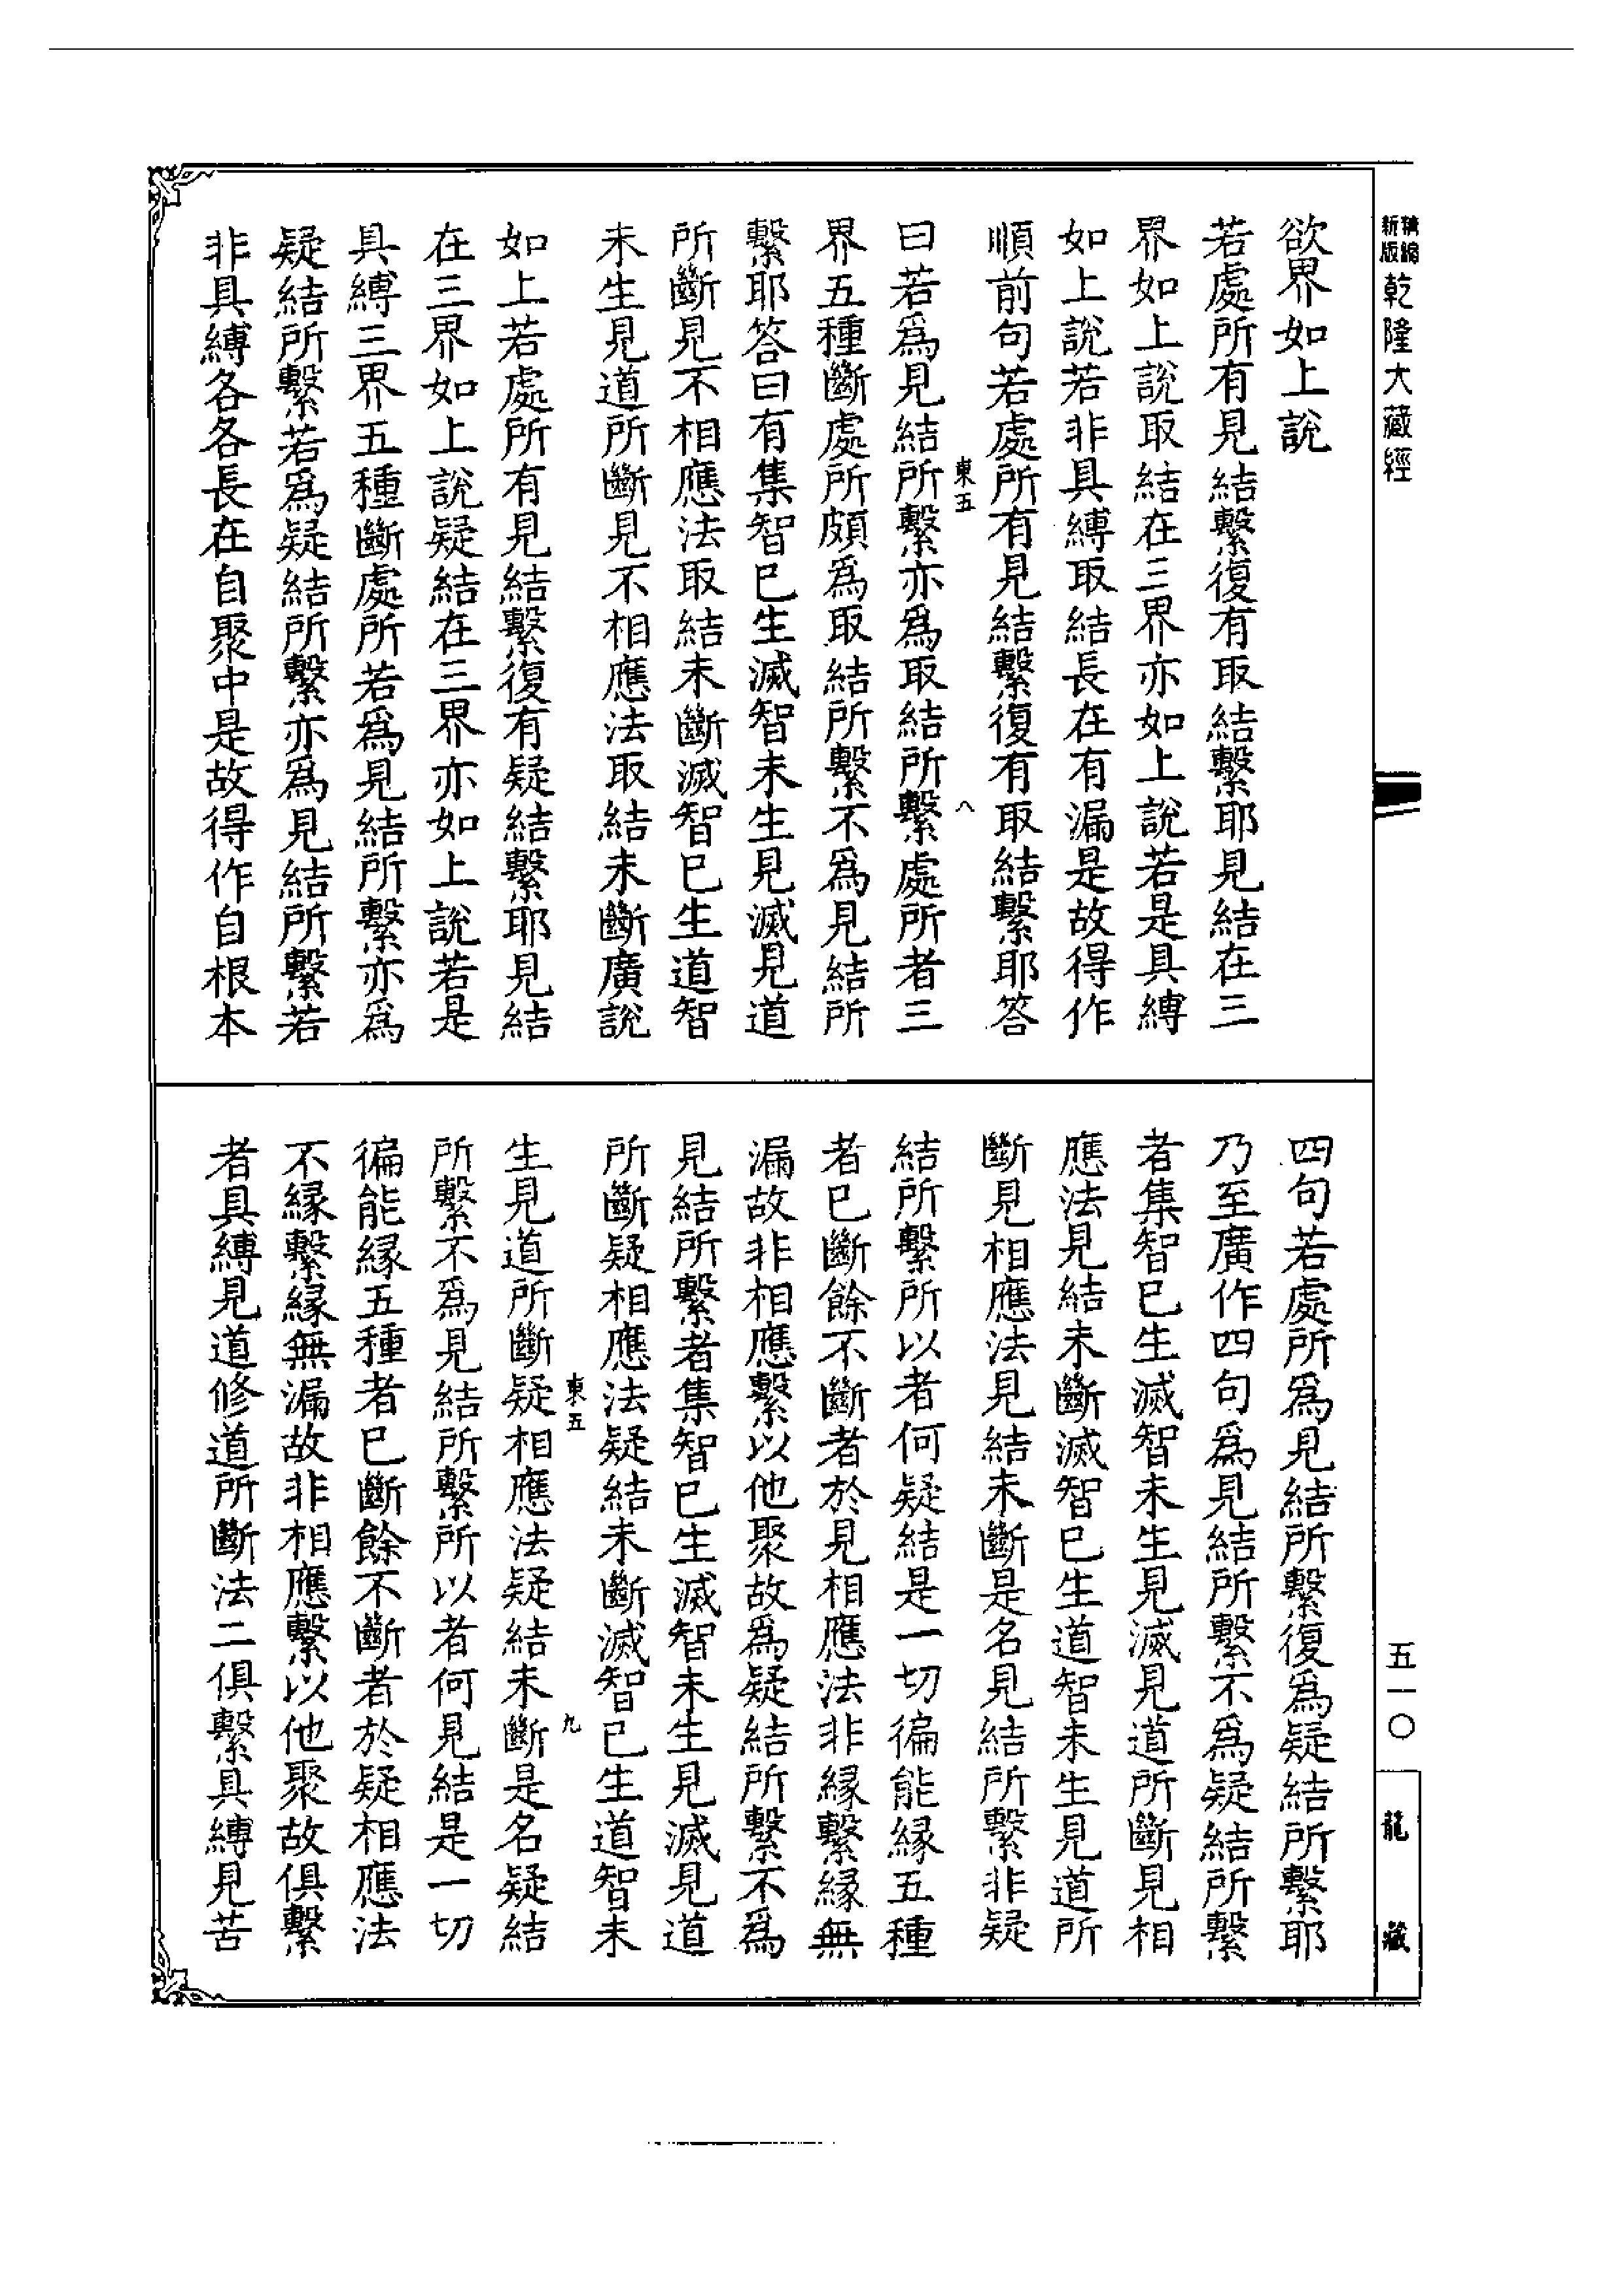 精縮新版乾隆大藏經
欲界如上說
若處所有見結繫復有取結繫耶見結在三
界如上說取結在三界亦如上說若是具縛
如上說若非具縛取結長在有漏是故得作
順前句若處所有見結繫復有取結繫耶答
東五
八
曰若爲見結所繫亦爲取結所繫處所者三
界五種斷處所頗爲取結所繫不爲見結所
繫耶答曰有集智已生滅智未生見滅見道
所斷見不相應法取結未斷滅智已生道智
未生見道所斷見不相應法取結未斷廣說
如上若處所有見結繫復有疑結繫耶見結
在三界如上說疑結在三界亦如上說若是
具縛三界五種斷處所若爲見結所繫亦爲
疑結所繫若爲疑結所繫亦爲見結所繫若
非具縛各各長在自聚中是故得作自根本
四句若處所爲見結所繫復爲疑結所繫耶
乃至廣作四句爲見結所繫不爲疑結所繫
者集智已生滅智未生見滅見道所斷見相
應法見結未斷滅智已生道智未生見道所
斷見相應法見結未斷是名見結所繫非疑
結所繫所以者何疑結是一切徧能緣五種
者已斷餘不斷者於見相應法非緣繫緣無
漏故非相應繫以他聚故爲疑結所繫不爲
見結所繫者集智已生滅智未生見滅見道
所斷疑相應法疑結未斷滅智已生道智未
東五
九
生見道所斷疑相應法疑結未斷是名疑結
所繫不爲見結所繫所以者何見結是一切
徧能緣五種者已斷餘不斷者於疑相應法
不緣繫緣無漏故非相應繫以他聚故俱繫
者具縛見道修道所斷法二俱繫具縛見苦
五一〇
龍藏